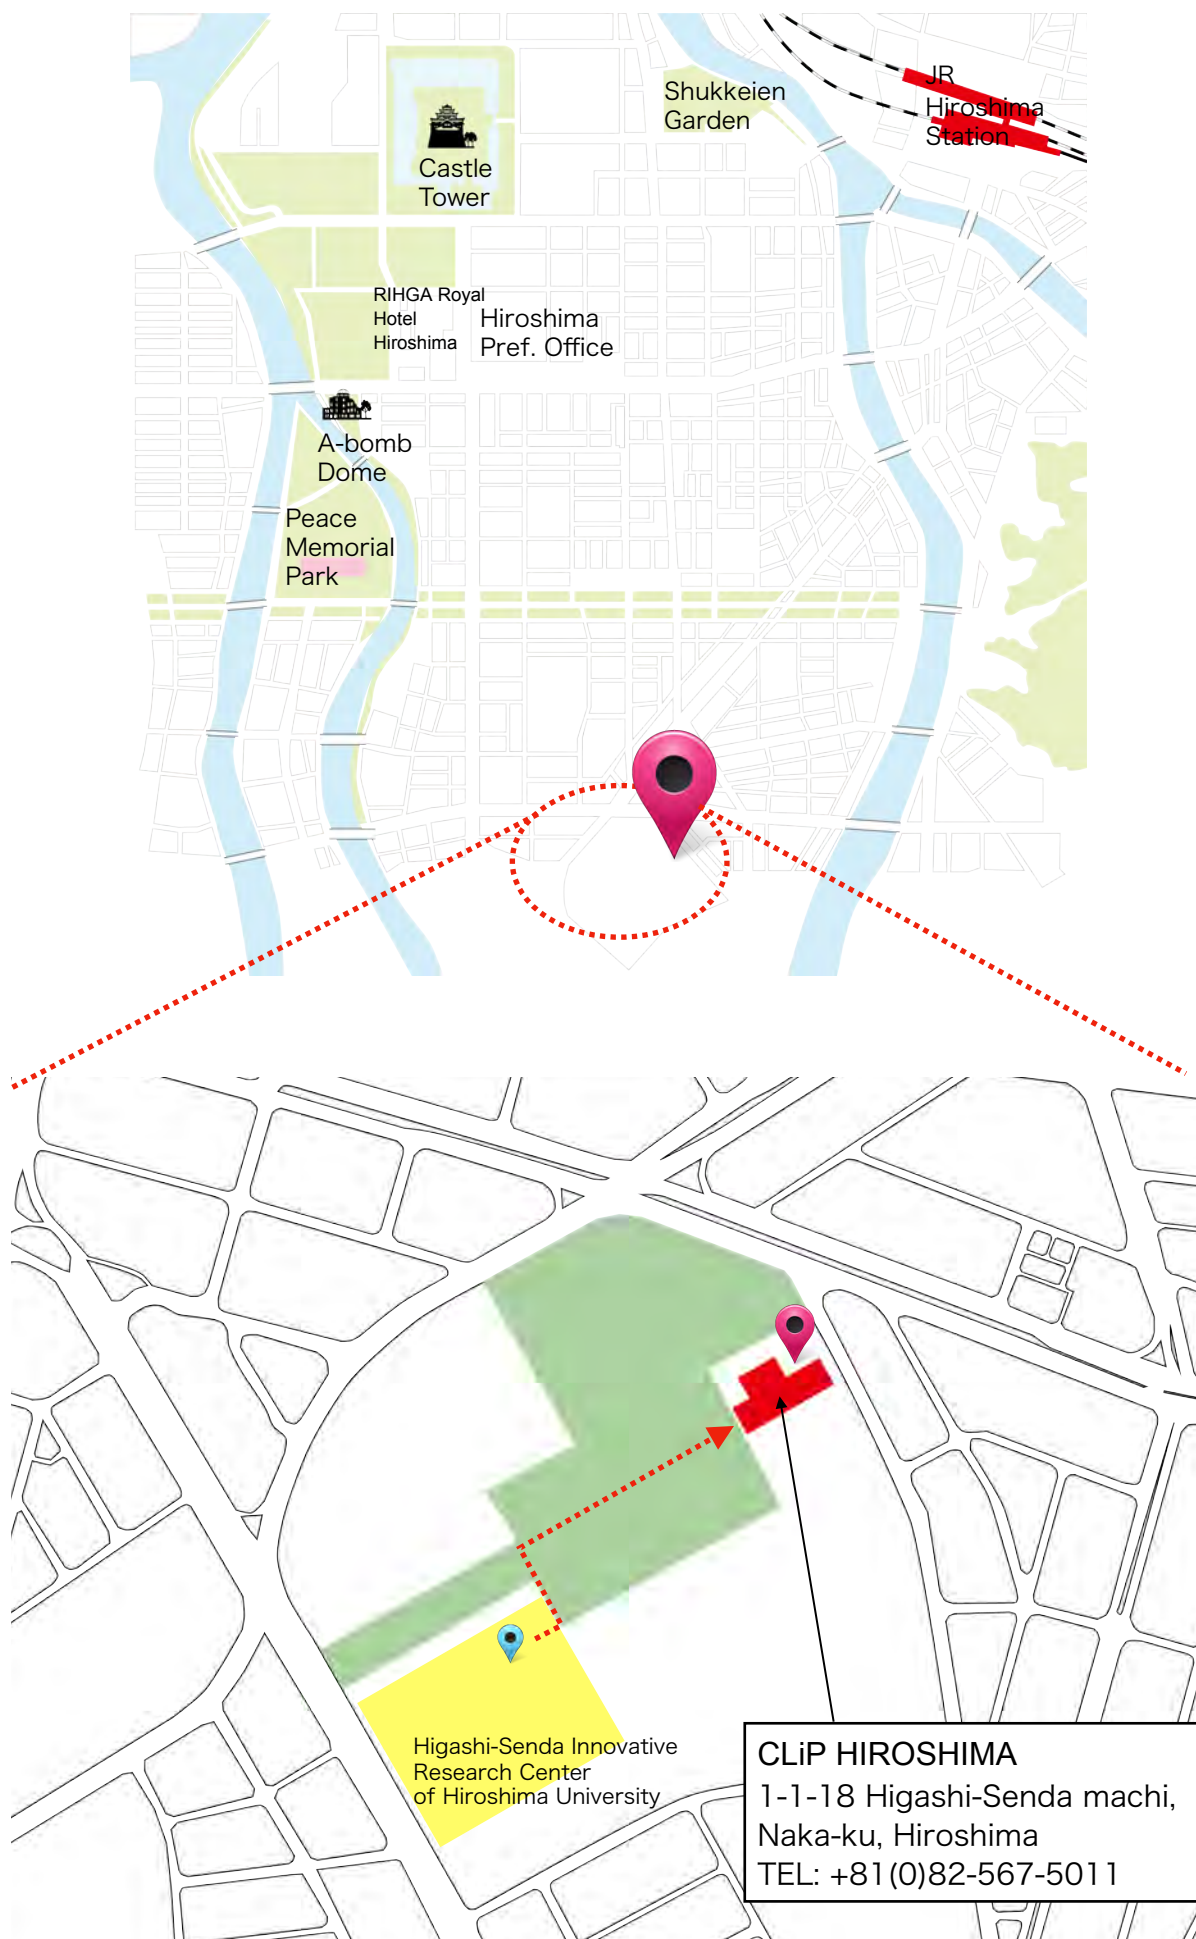 Shukkeien
Garden
JR
Hiroshima
Station
Castle
Tower
RIHGA Royal
Hotel
Hiroshima
Hiroshima
Pref. Office
A-bomb
Dome
Peace
Memorial
Park
Higashi-Senda Innovative
Research Center
of Hiroshima University
CLiP HIROSHIMA
1-1-18 Higashi-Senda machi,
Naka-ku, Hiroshima
TEL: +81(0)82-567-5011